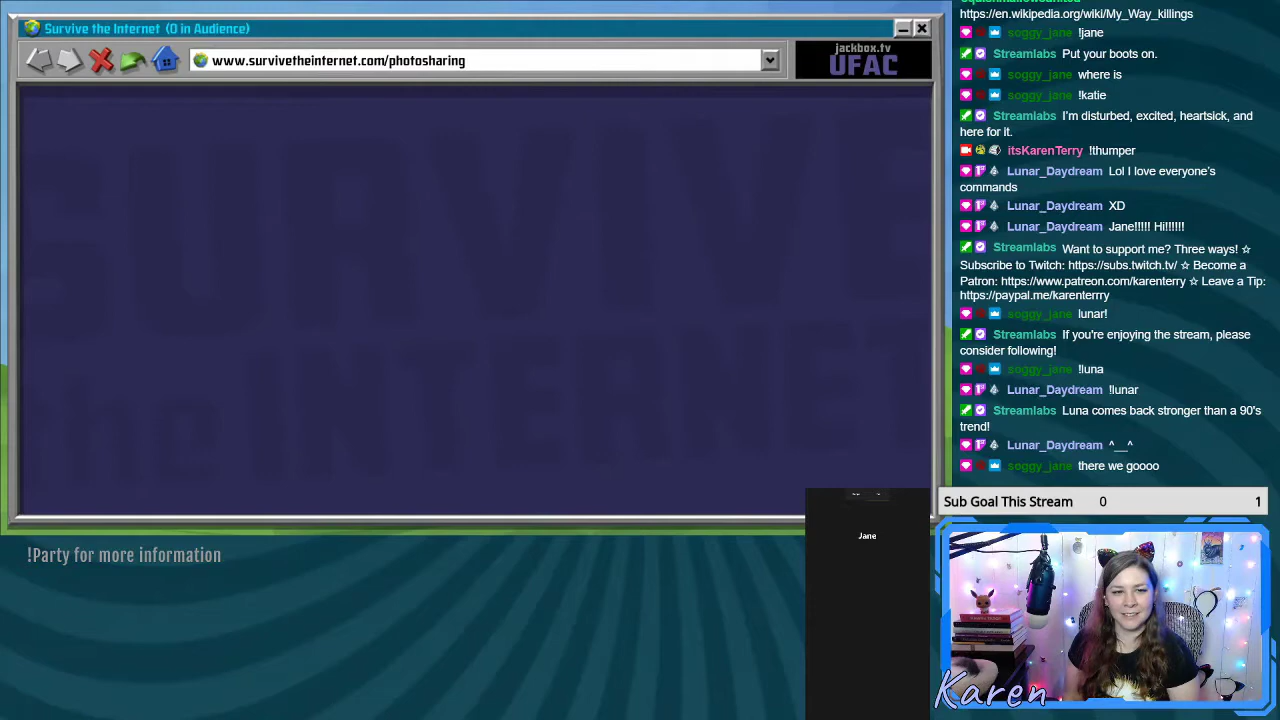 Survive the Internet (0 in Audience)
www.survivetheinternet.com/photosharing
jackbox.tv
UFAC
!Party for more information
Jane
https://en.wikipedia.org/wiki/My_Way_killings
soggy_jane !jane
Streamlabs Put your boots on.
soggy_jane where is
soggy_jane !katie
Streamlabs I'm disturbed, excited, heartsick, and
here for it.
itsKarenTerry !thumper
Lunar_Daydream Lol I love everyone's
commands
Lunar_Daydream XD
Lunar_Daydream Jane!!!!! Hi!!!!!!
Streamlabs Want to support me? Three ways! ☆
Subscribe to Twitch: https://subs.twitch.tv/ ☆ Become a
Patron: https://www.patreon.com/karenterry ☆ Leave a Tip:
https://paypal.me/karenterrry
soggy_jane lunar!
Streamlabs If you're enjoying the stream, please
consider following!
soggy_jane !luna
Lunar_Daydream !lunar
Streamlabs Luna comes back stronger than a 90's
trend!
Lunar_Daydream ^__^
soggy_jane there we goooo
Sub Goal This Stream 0 1
Karen